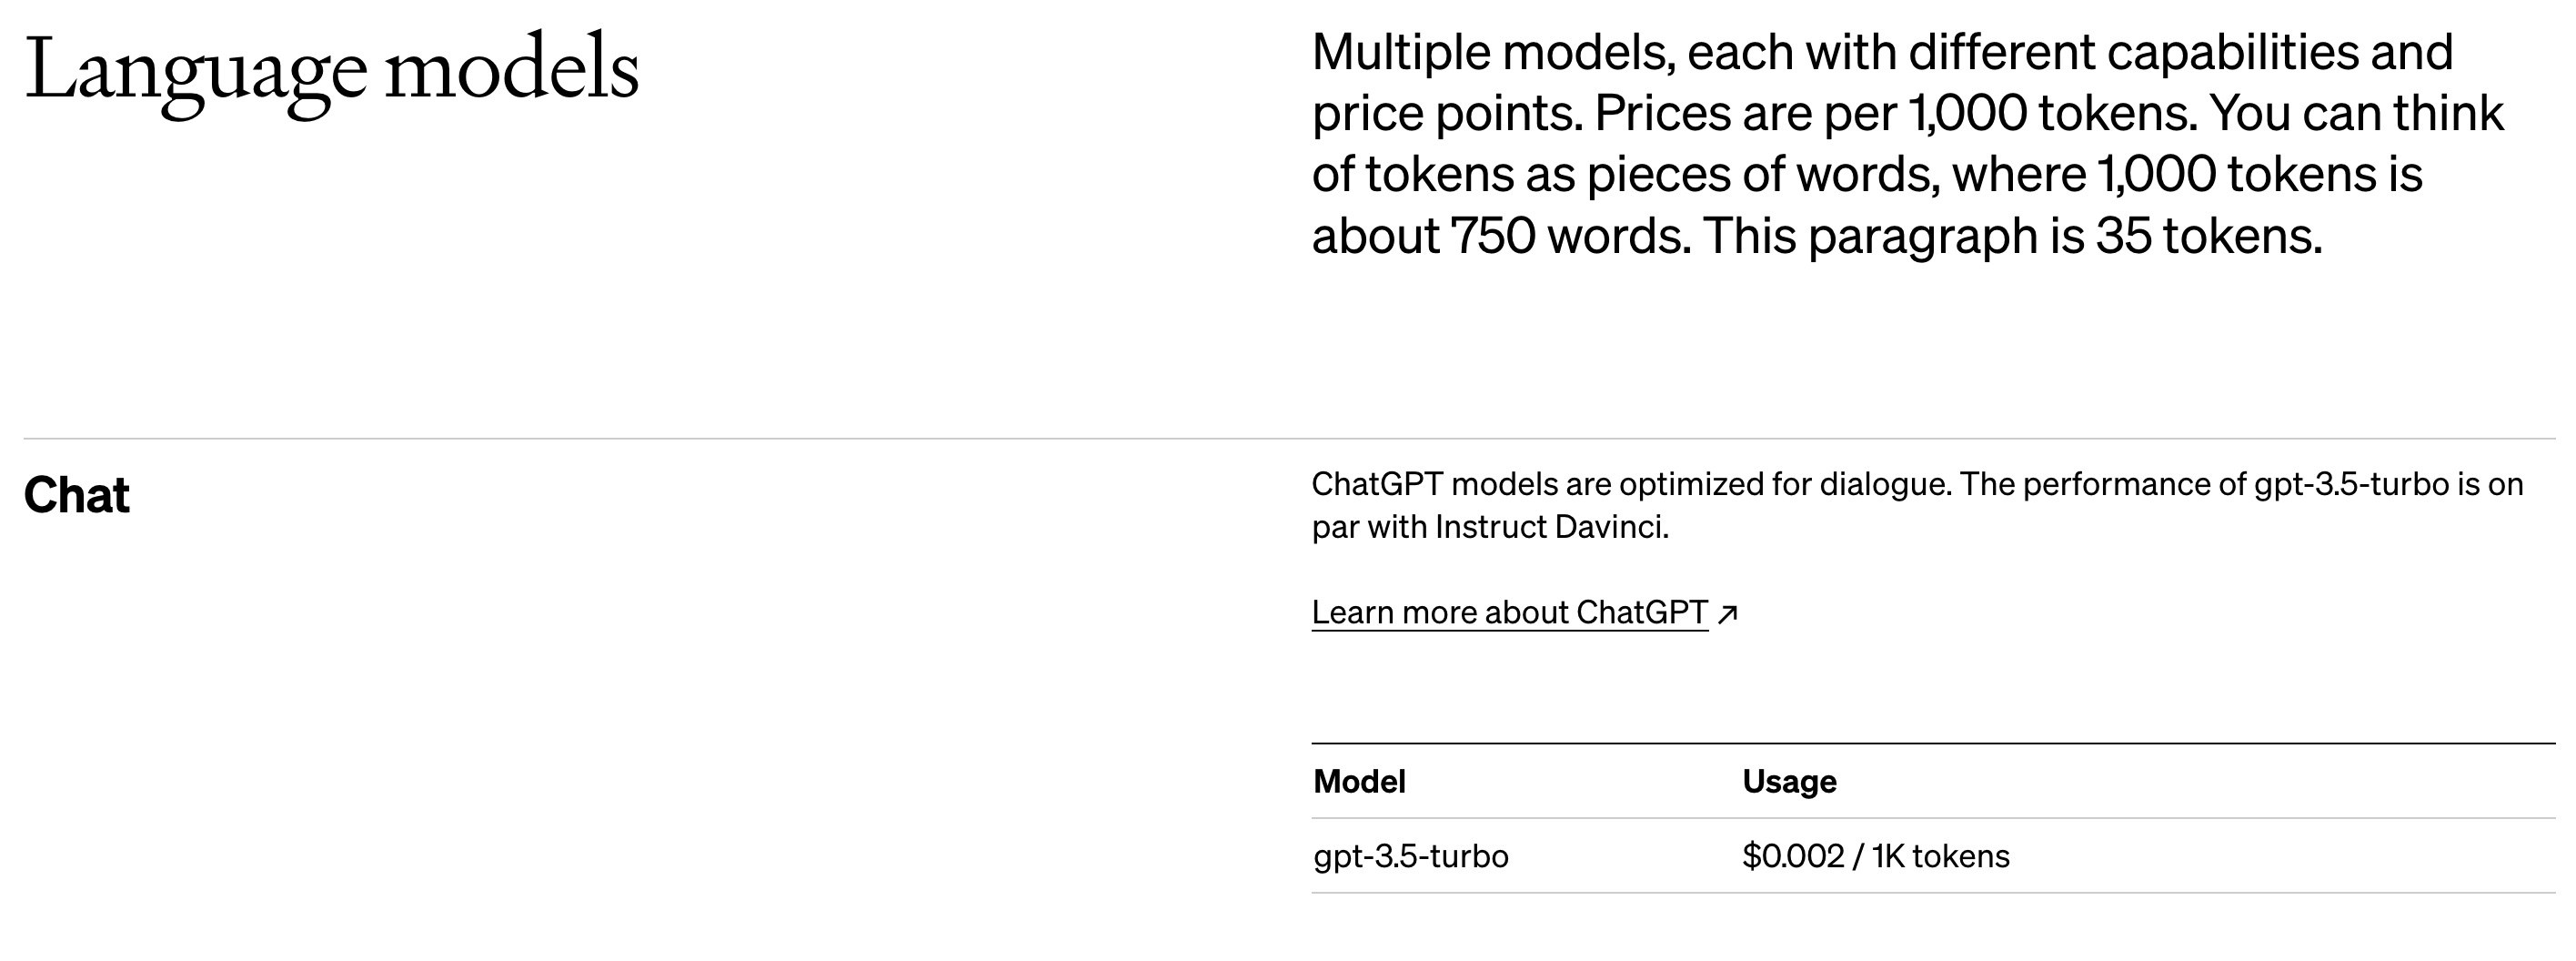 Language models
Multiple models, each with different capabilities and
price points. Prices are per 1,000 tokens. You can think
of tokens as pieces of words, where 1,000 tokens is
about 750 words. This paragraph is 35 tokens.
Chat
ChatGPT models are optimized for dialogue. The performance of gpt-3.5-turbo is on
par with Instruct Davinci.
Learn more about ChatGPT ↗
Model Usage
gpt-3.5-turbo $0.002 / 1K tokens